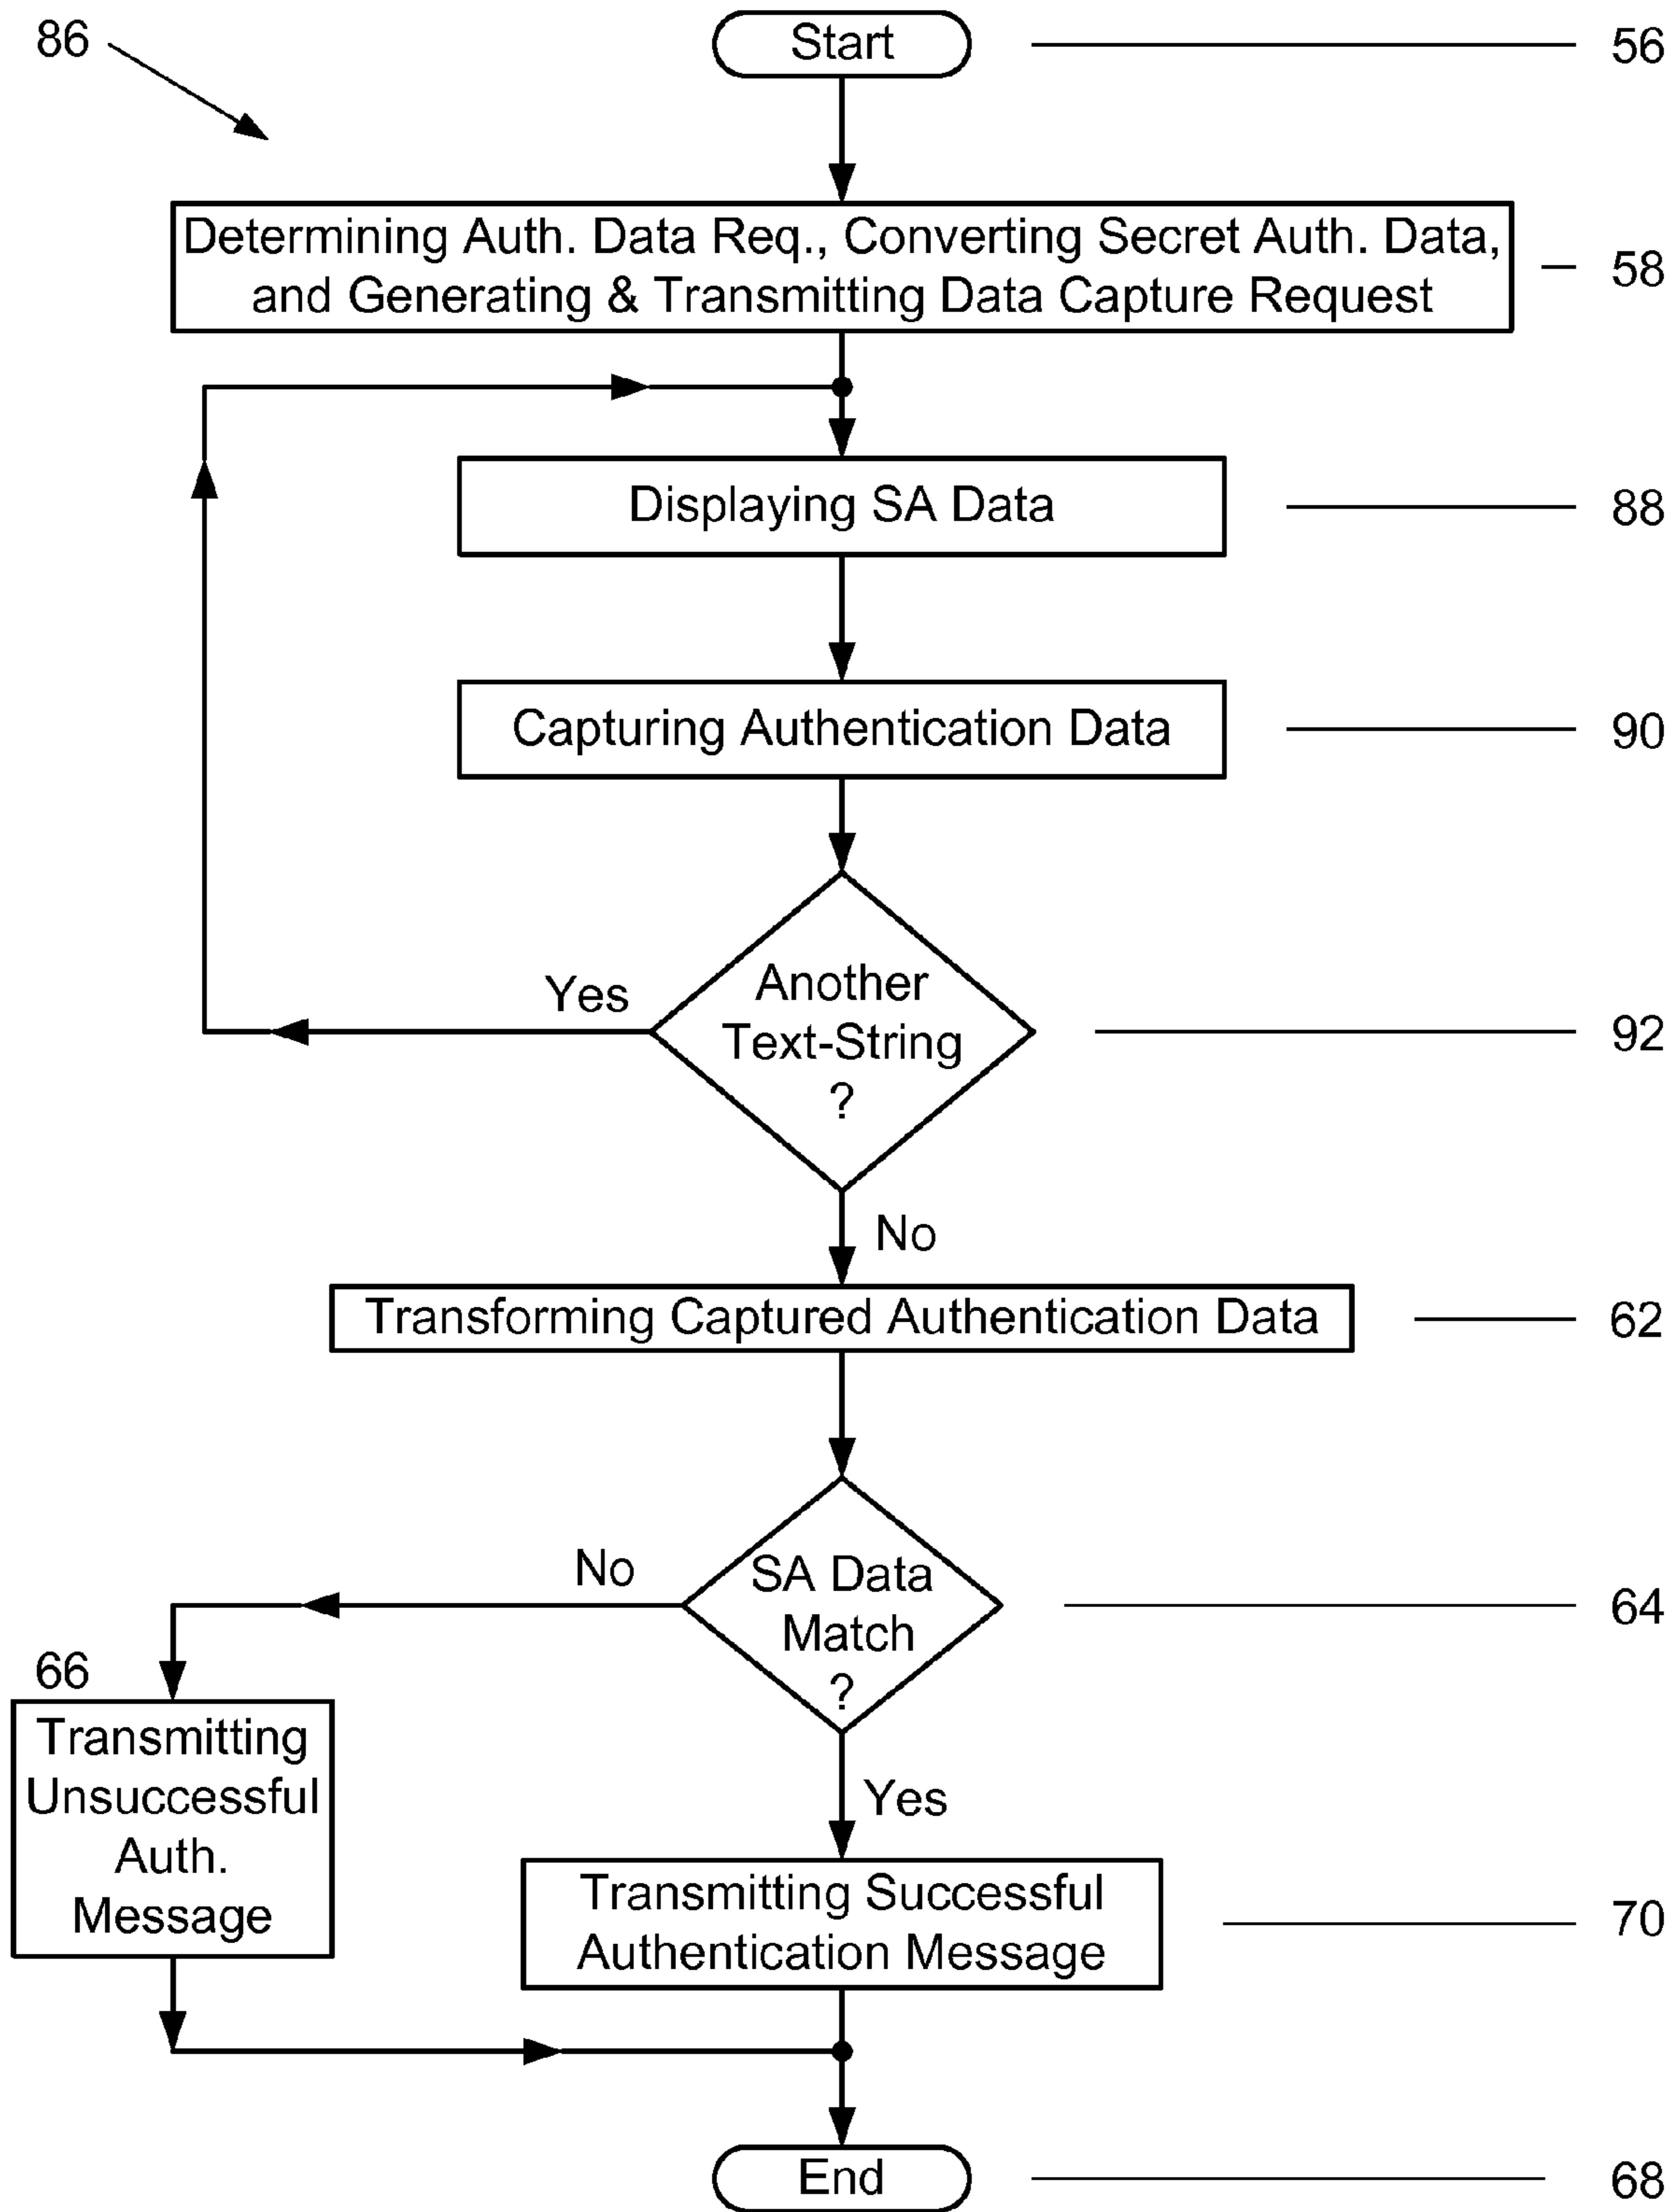 86
Start
56
Determining Auth. Data Req., Converting Secret Auth. Data,
and Generating & Transmitting Data Capture Request
58
Displaying SA Data
88
Capturing Authentication Data
90
Another
Text-String
?
Yes
92
No
Transforming Captured Authentication Data
62
No
SA Data
Match
?
64
66
Transmitting
Unsuccessful
Auth.
Message
Yes
Transmitting Successful
Authentication Message
70
End
68